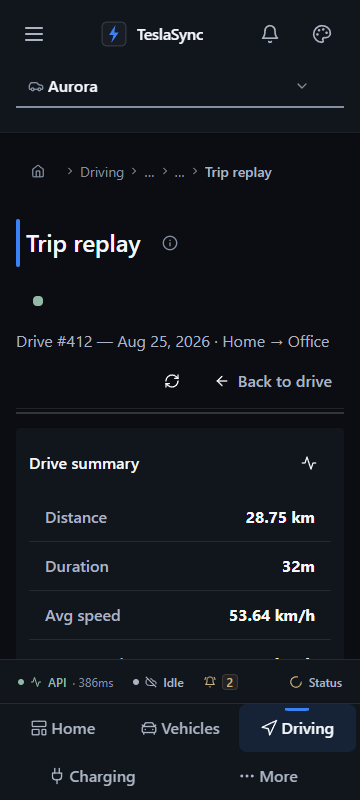 TeslaSync
Aurora
Driving ... ... Trip replay
Trip replay
Drive #412 — Aug 25, 2026 · Home → Office
Back to drive
Drive summary
Distance 28.75 km
Duration 32m
Avg speed 53.64 km/h
API · 386ms Idle 2 Status
Home Vehicles Driving
Charging More